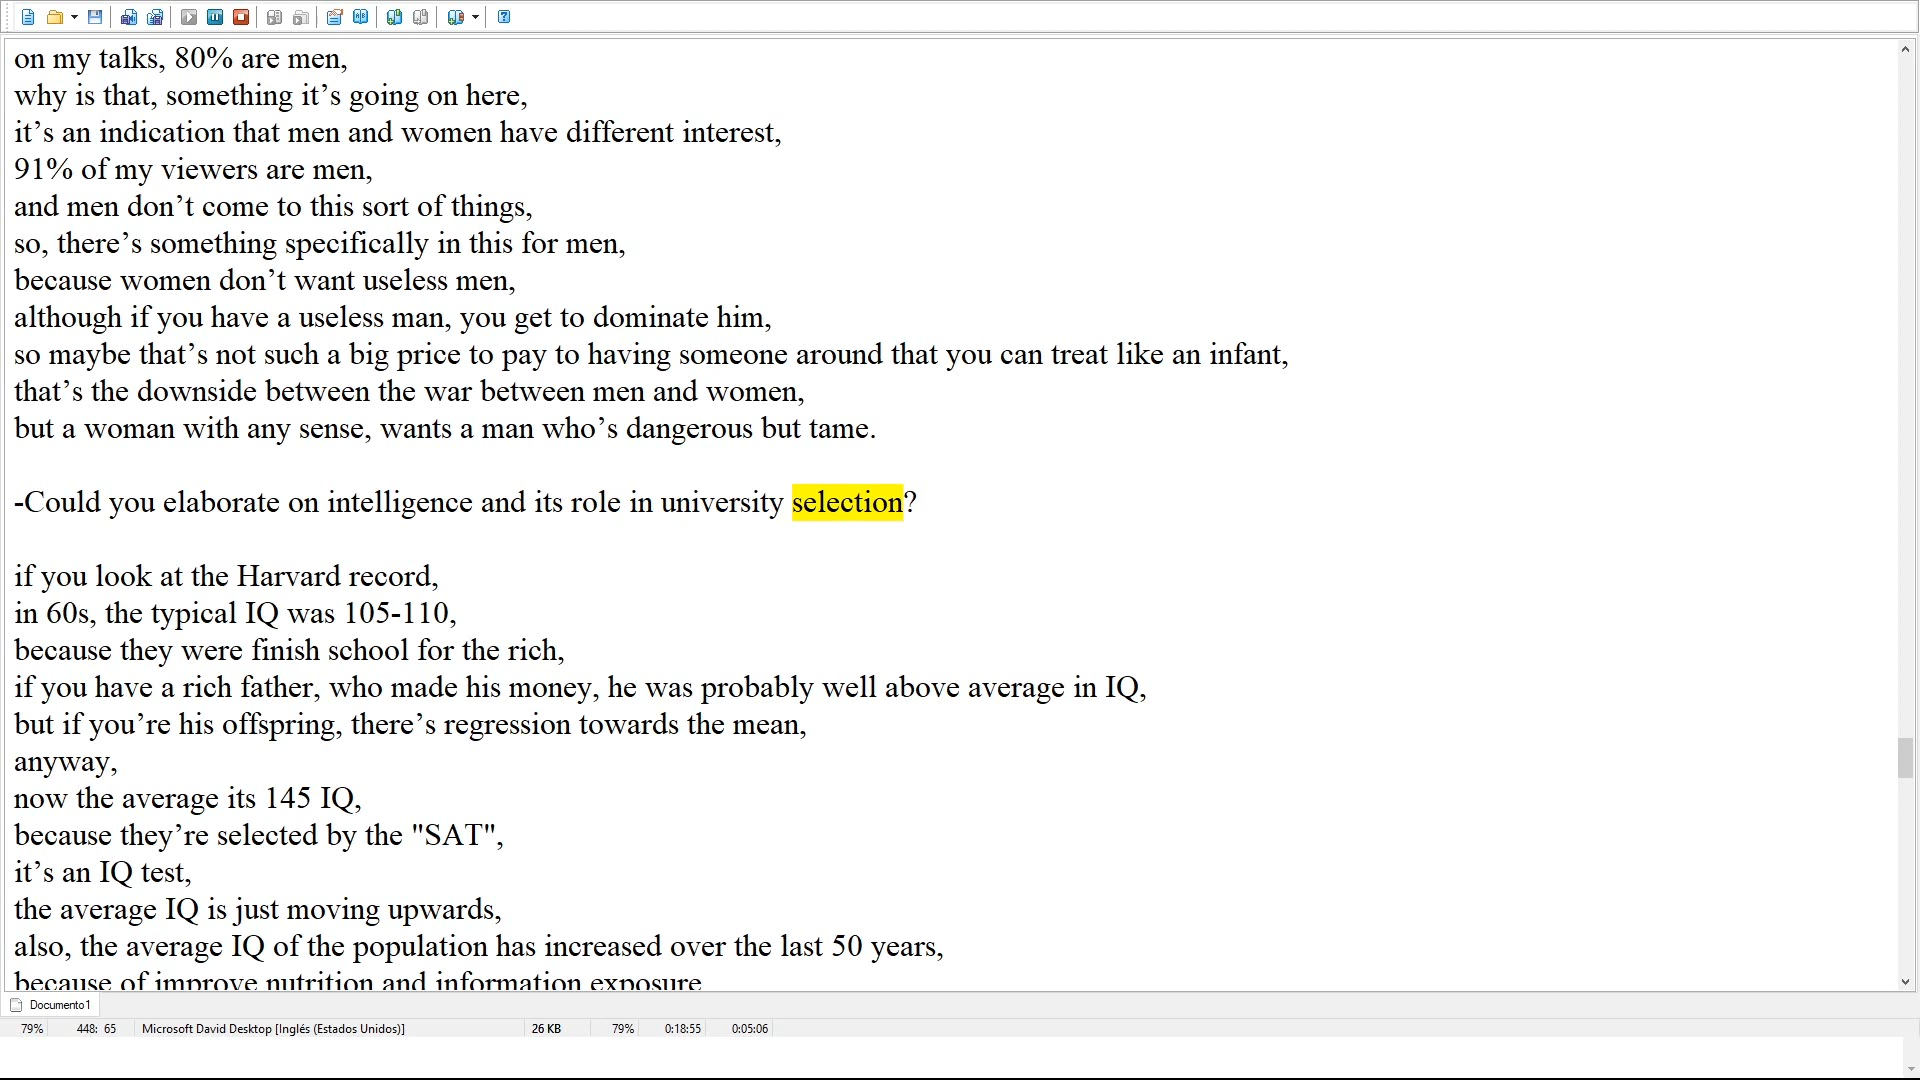 on my talks, 80% are men,
why is that, something it’s going on here,
it’s an indication that men and women have different interest,
91% of my viewers are men,
and men don’t come to this sort of things,
so, there’s something specifically in this for men,
because women don’t want useless men,
although if you have a useless man, you get to dominate him,
so maybe that’s not such a big price to pay to having someone around that you can treat like an infant,
that’s the downside between the war between men and women,
but a woman with any sense, wants a man who’s dangerous but tame.
-Could you elaborate on intelligence and its role in university selection?
if you look at the Harvard record,
in 60s, the typical IQ was 105-110,
because they were finish school for the rich,
if you have a rich father, who made his money, he was probably well above average in IQ,
but if you’re his offspring, there’s regression towards the mean,
anyway,
now the average its 145 IQ,
because they’re selected by the "SAT",
it’s an IQ test,
the average IQ is just moving upwards,
also, the average IQ of the population has increased over the last 50 years,
because of improve nutrition and information exposure
Documento1
79% 448: 65 Microsoft David Desktop [Inglés (Estados Unidos)] 26 KB 79% 0:18:55 0:05:06